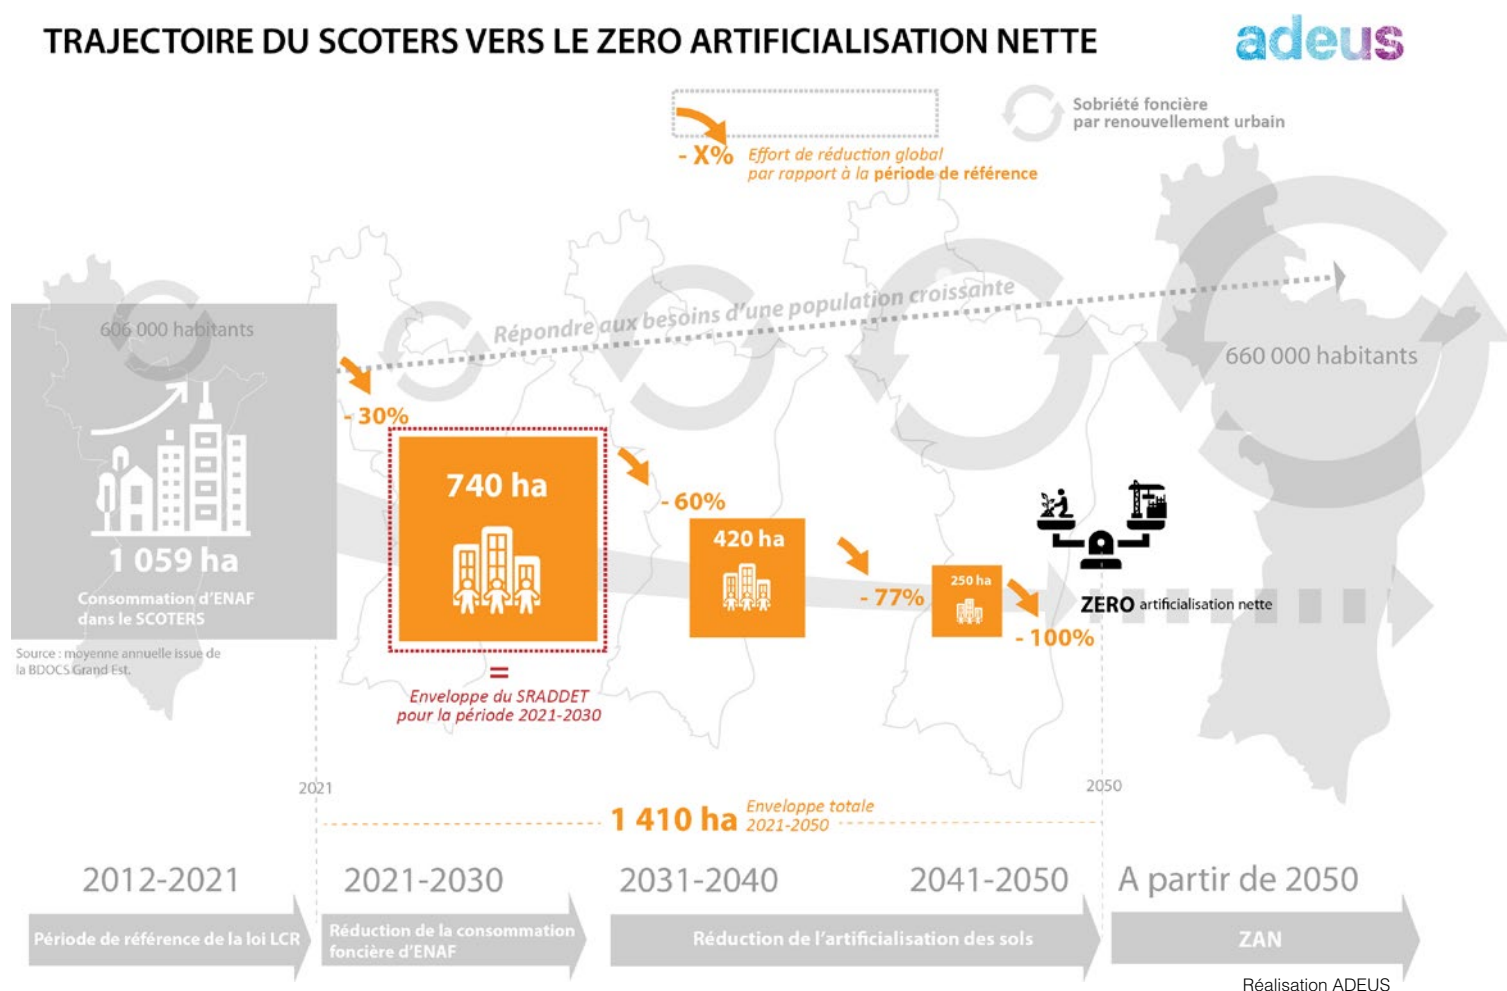 TRAJECTOIRE DU SCOTERS VERS LE ZERO ARTIFICIALISATION NETTE
adeus
- X%
Effort de réduction global
par rapport à la période de référence
Sobriété foncière
par renouvellement urbain
606 000 habitants
Répondre aux besoins d'une population croissante
660 000 habitants
1 059 ha
Consommation d'ENAF
dans le SCOTERS
Source : moyenne annuelle issue de
la BDOCS Grand Est.
- 30%
740 ha
=
Enveloppe du SRADDET
pour la période 2021-2030
- 60%
420 ha
- 77%
250 ha
- 100%
ZERO artificialisation nette
2021
2050
1 410 ha
Enveloppe totale
2021-2050
2012-2021
2021-2030
2031-2040
2041-2050
A partir de 2050
Période de référence de la loi LCR
Réduction de la consommation
foncière d'ENAF
Réduction de l'artificialisation des sols
ZAN
Réalisation ADEUS